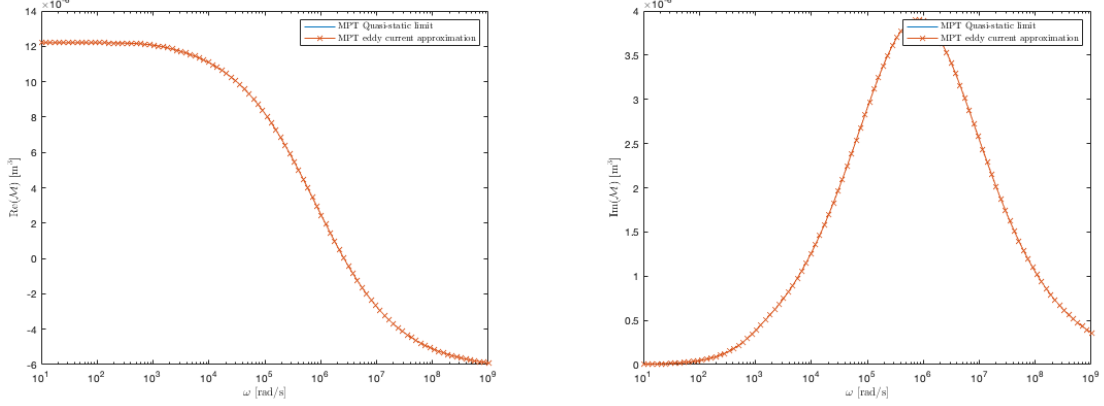 ×10⁻⁶
MPT Quasi-static limit
MPT eddy current approximation
14
12
10
8
6
4
2
0
-2
-4
-6
Re(ℳ) [m³]
10¹ 10² 10³ 10⁴ 10⁵ 10⁶ 10⁷ 10⁸ 10⁹
ω [rad/s]
MPT Quasi-static limit
MPT eddy current approximation
4
3.5
3
2.5
2
1.5
1
0.5
0
Im(ℳ) [m³]
10¹ 10² 10³ 10⁴ 10⁵ 10⁶ 10⁷ 10⁸ 10⁹
ω [rad/s]